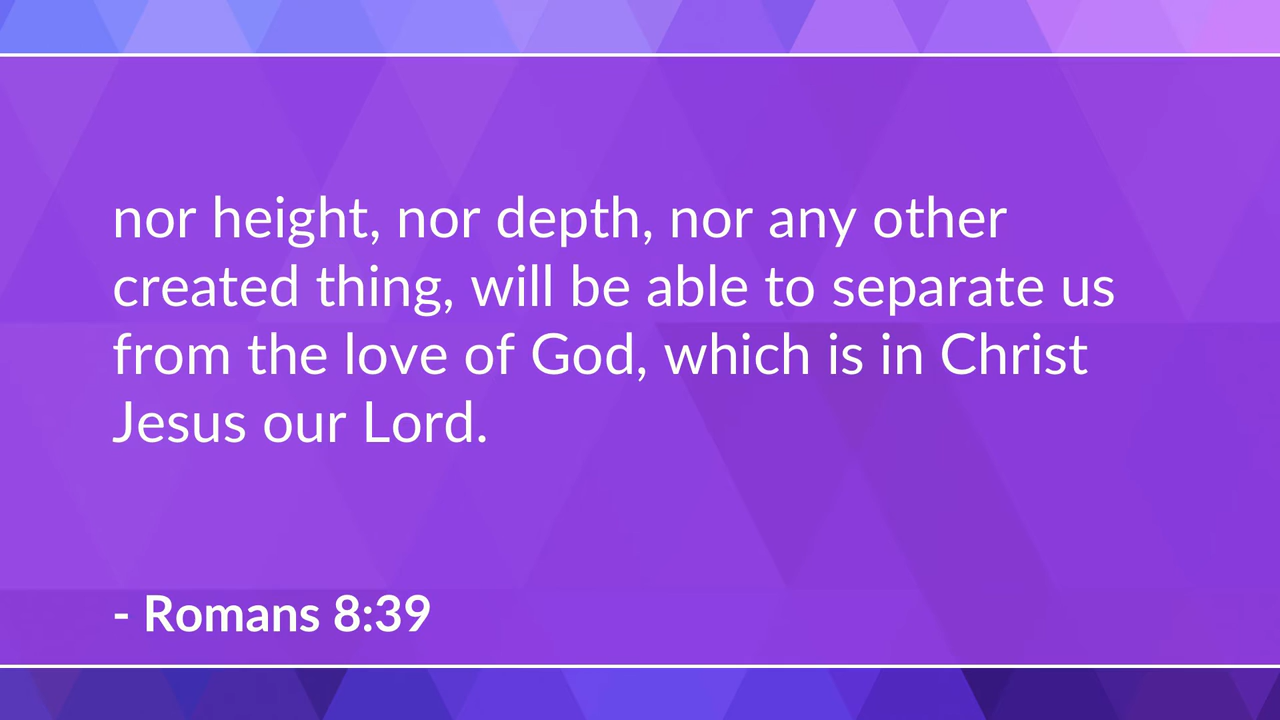 nor height, nor depth, nor any other
created thing, will be able to separate us
from the love of God, which is in Christ
Jesus our Lord.
- Romans 8:39